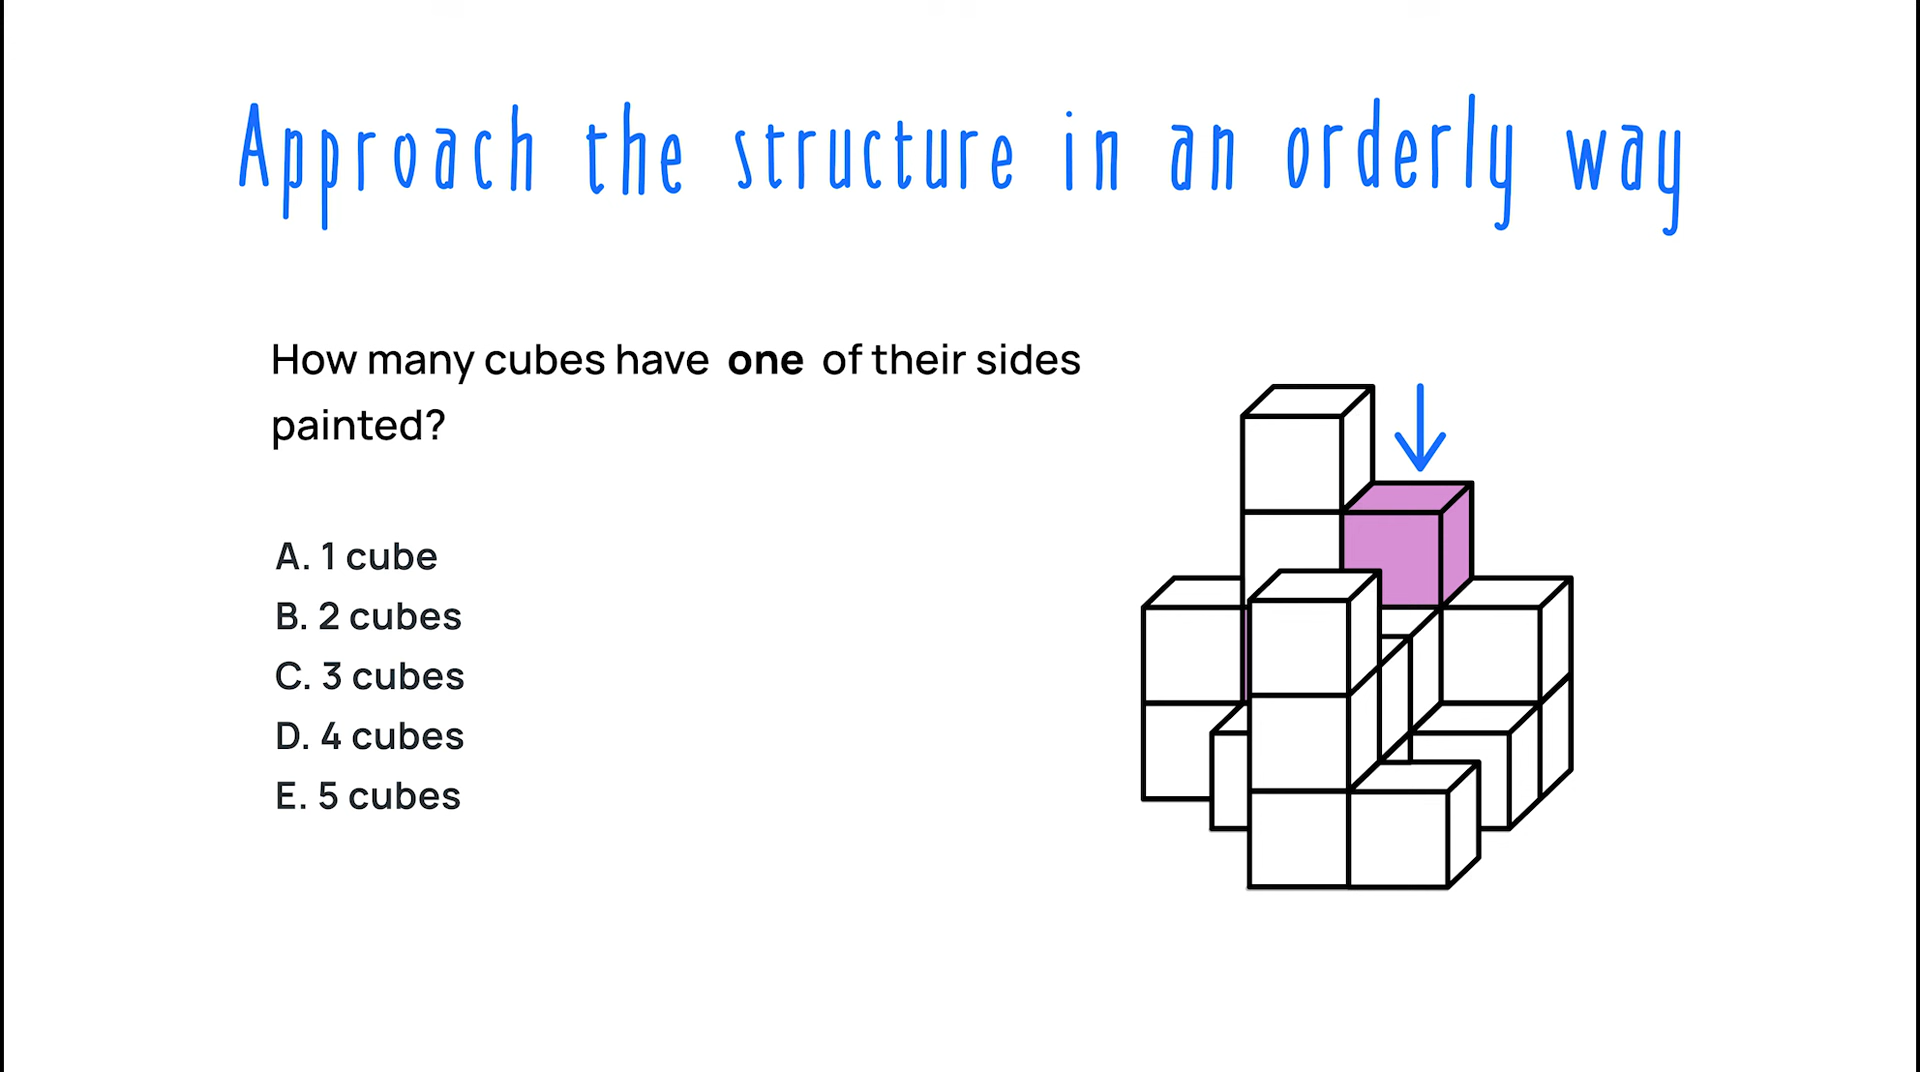 Approach the structure in an orderly way
How many cubes have one of their sides
painted?
A. 1 cube
B. 2 cubes
C. 3 cubes
D. 4 cubes
E. 5 cubes